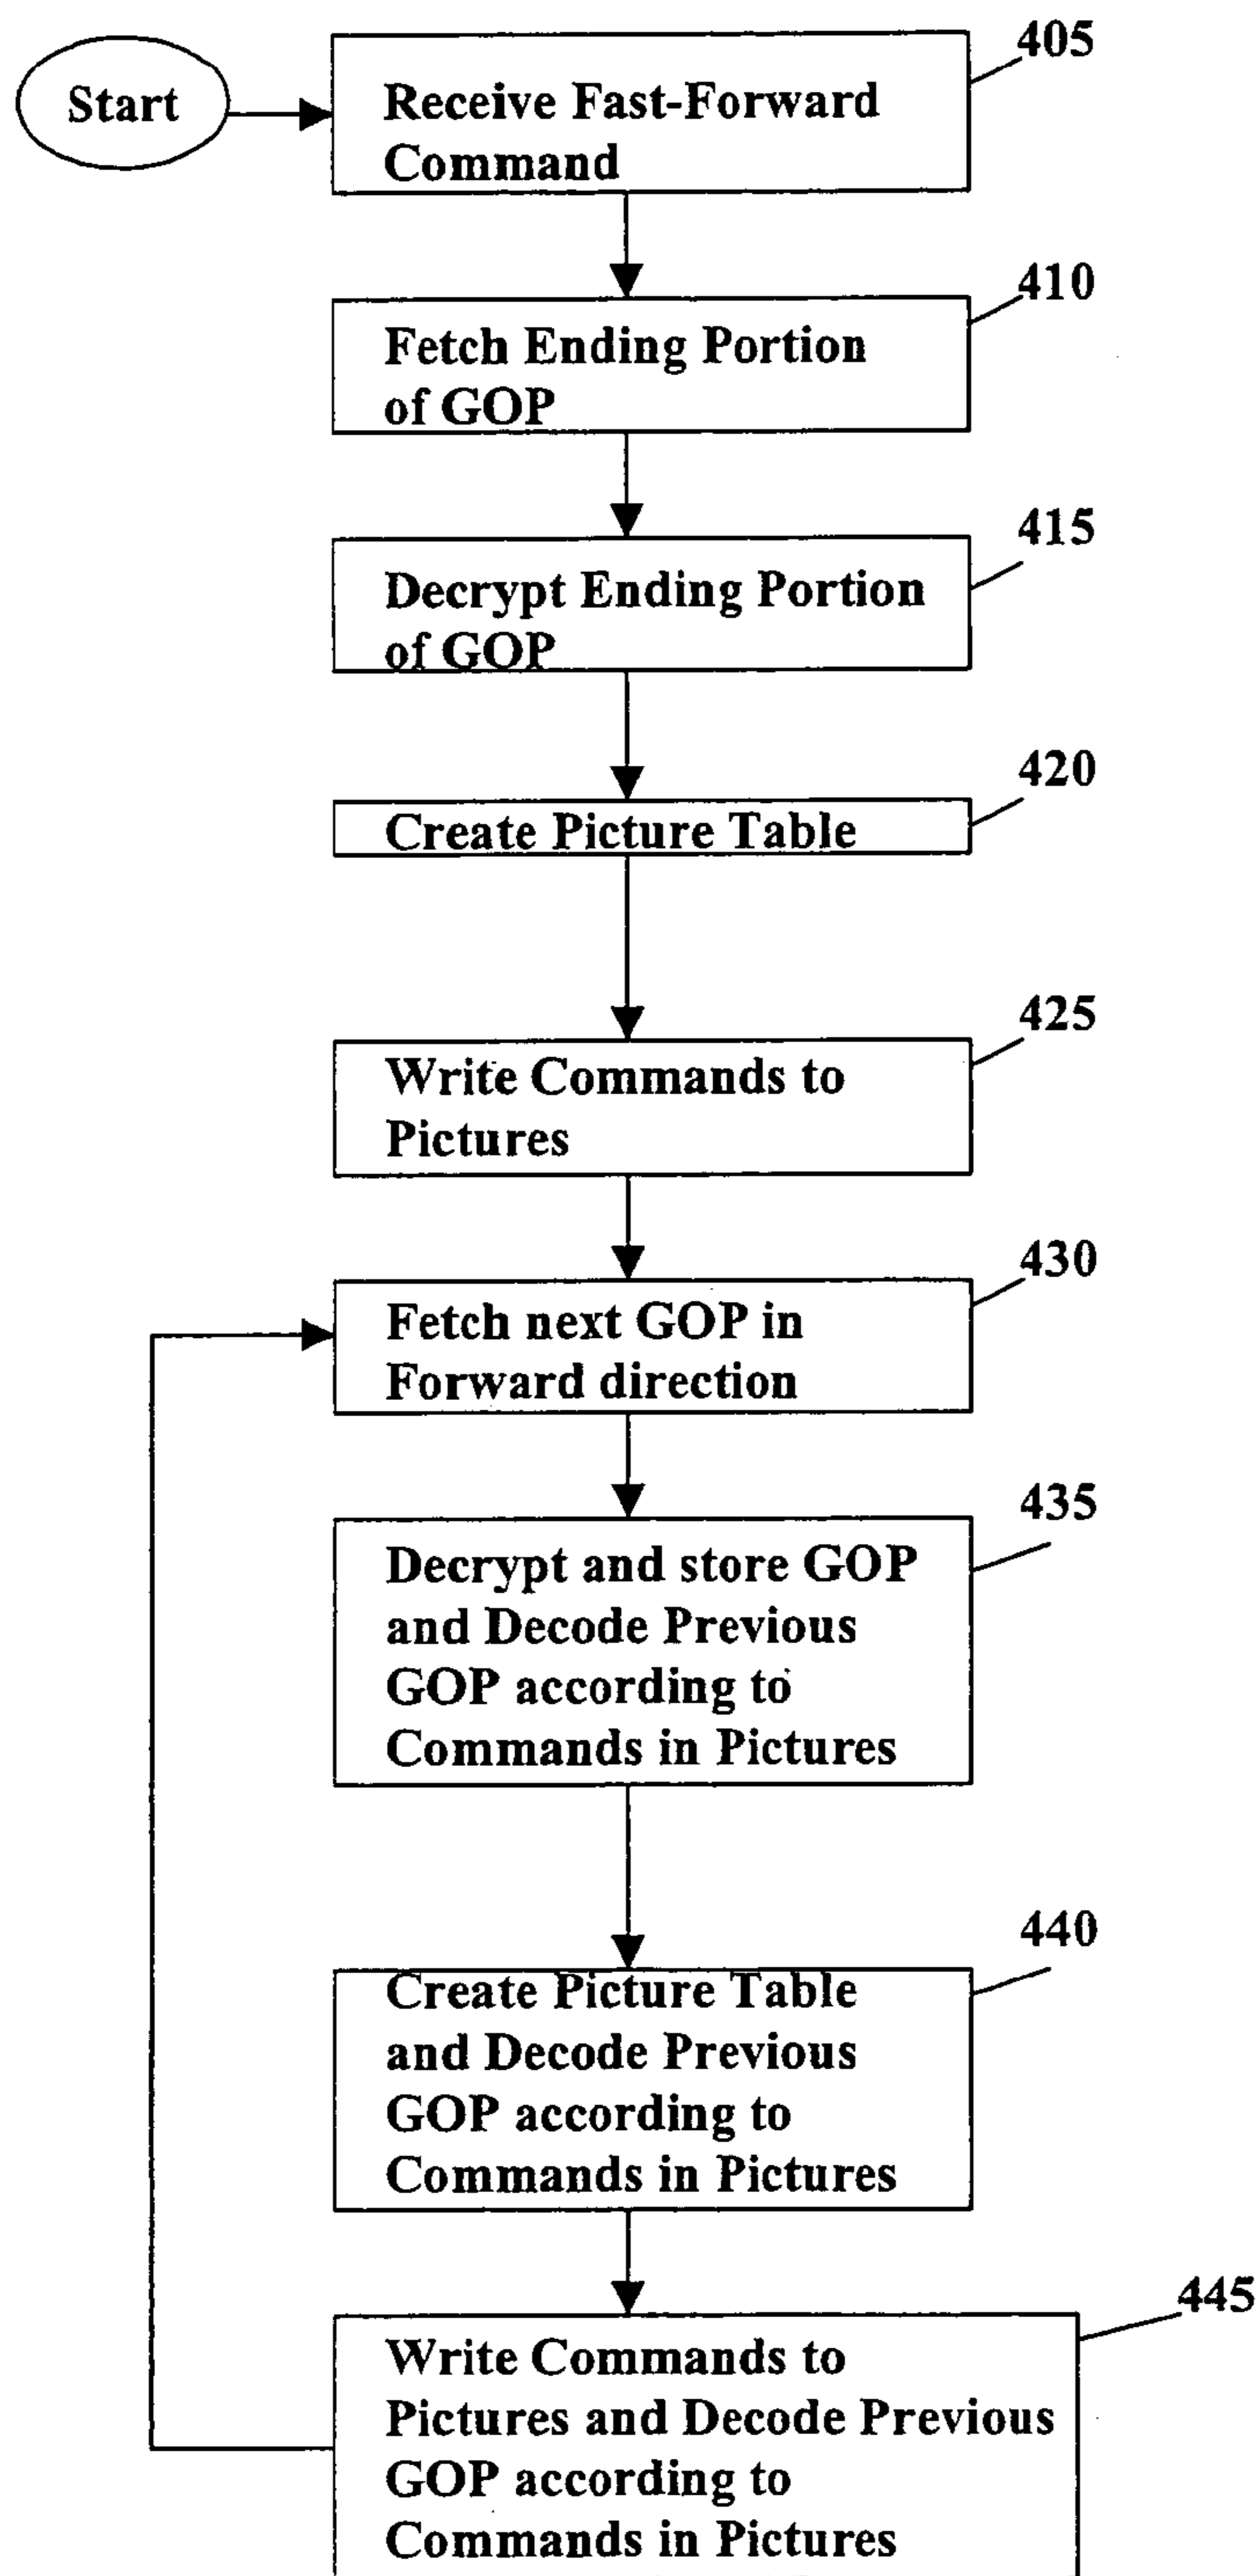 Start
405
Receive Fast-Forward
Command
410
Fetch Ending Portion
of GOP
415
Decrypt Ending Portion
of GOP
420
Create Picture Table
425
Write Commands to
Pictures
430
Fetch next GOP in
Forward direction
435
Decrypt and store GOP
and Decode Previous
GOP according to
Commands in Pictures
440
Create Picture Table
and Decode Previous
GOP according to
Commands in Pictures
445
Write Commands to
Pictures and Decode Previous
GOP according to
Commands in Pictures